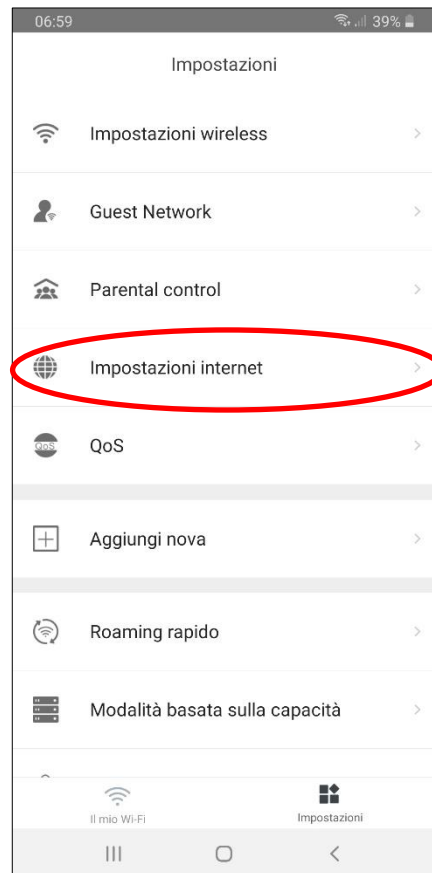 06:59
39%
Impostazioni
Impostazioni wireless
Guest Network
Parental control
Impostazioni internet
QoS
QoS
Aggiungi nova
Roaming rapido
Modalità basata sulla capacità
Il mio Wi-Fi
Impostazioni